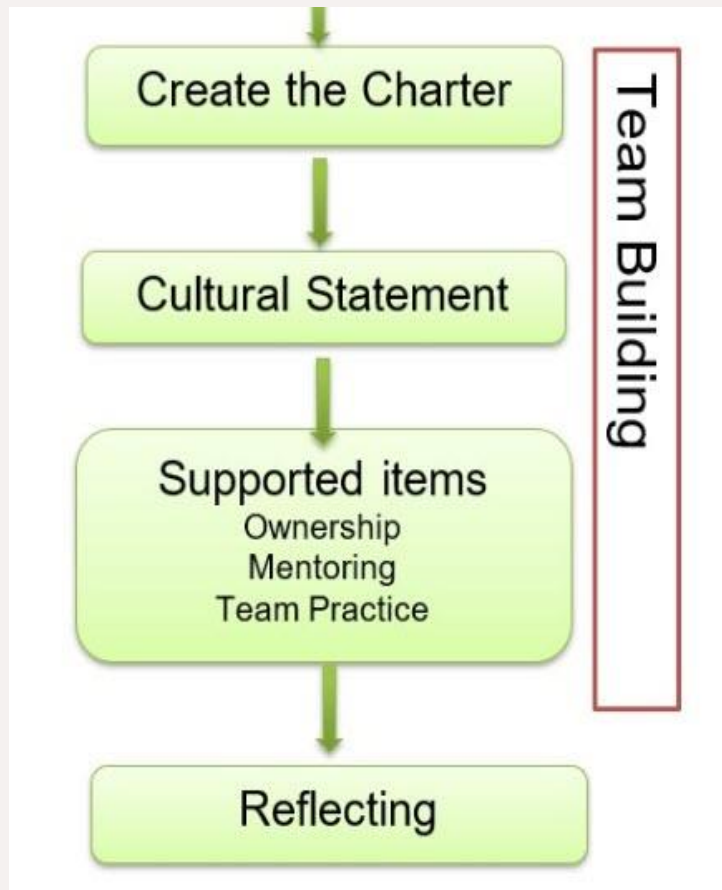 Create the Charter
Cultural Statement
Supported items
Ownership
Mentoring
Team Practice
Reflecting
Team Building